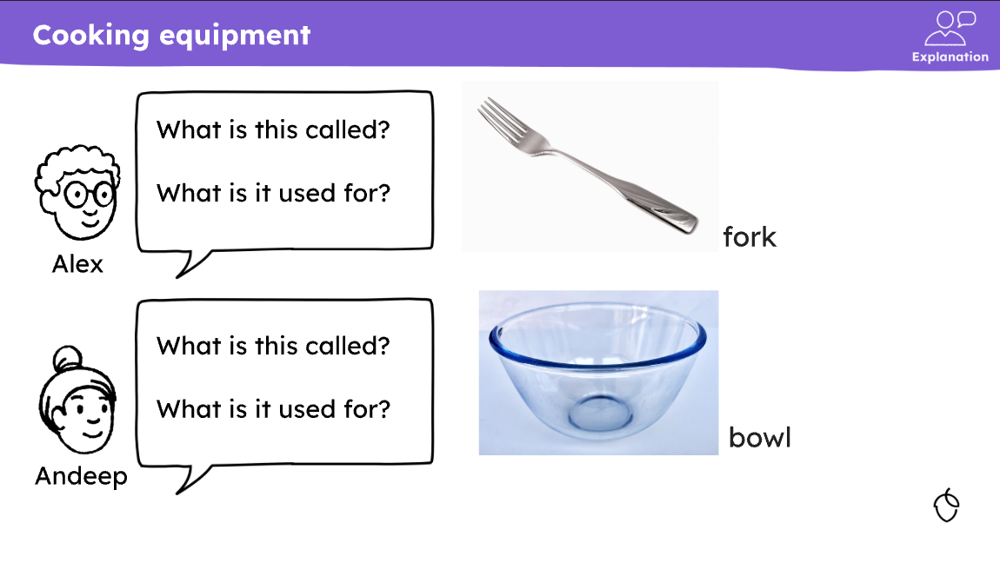 Cooking equipment
Explanation
What is this called?
What is it used for?
Alex
fork
What is this called?
What is it used for?
Andeep
bowl